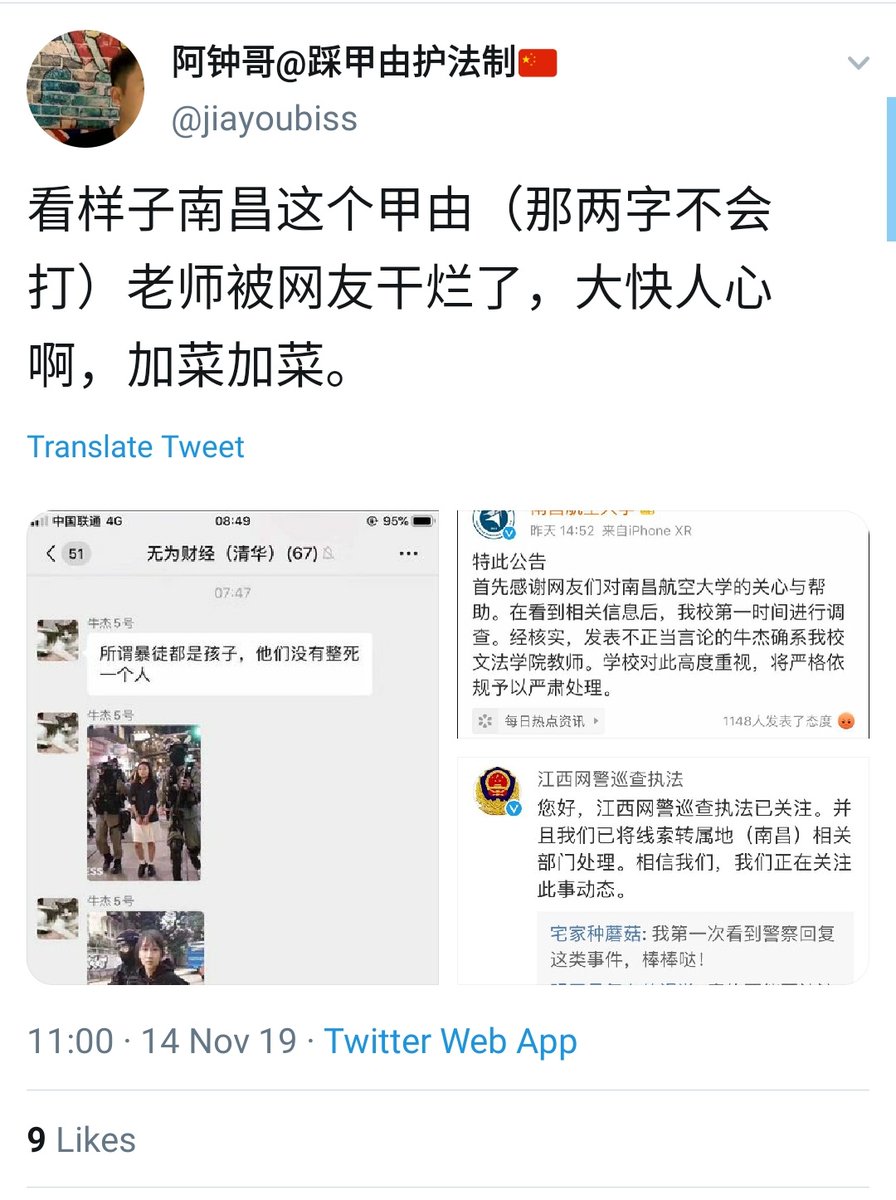 阿钟哥@踩甲由护法制🇨🇳
@jiayoubiss
看样子南昌这个甲由（那两字不会
打）老师被网友干烂了，大快人心
啊，加菜加菜。
Translate Tweet
中国联通 4G 08:49 95%
51 无为财经（清华）(67)
07:47
牛杰5号
所谓暴徒都是孩子，他们没有整死
一个人
牛杰5号
牛杰5号
南昌航空大学
昨天 14:52 来自iPhone XR
特此公告
首先感谢网友们对南昌航空大学的关心与帮
助。在看到相关信息后，我校第一时间进行调
查。经核实，发表不正当言论的牛杰确系我校
文法学院教师。学校对此高度重视，将严格依
规予以严肃处理。
每日热点资讯
1148人发表了态度
江西网警巡查执法
您好，江西网警巡查执法已关注。并
且我们已将线索转属地（南昌）相关
部门处理。相信我们，我们正在关注
此事动态。
宅家种蘑菇: 我第一次看到警察回复
这类事件，棒棒哒！
11:00 · 14 Nov 19 · Twitter Web App
9 Likes